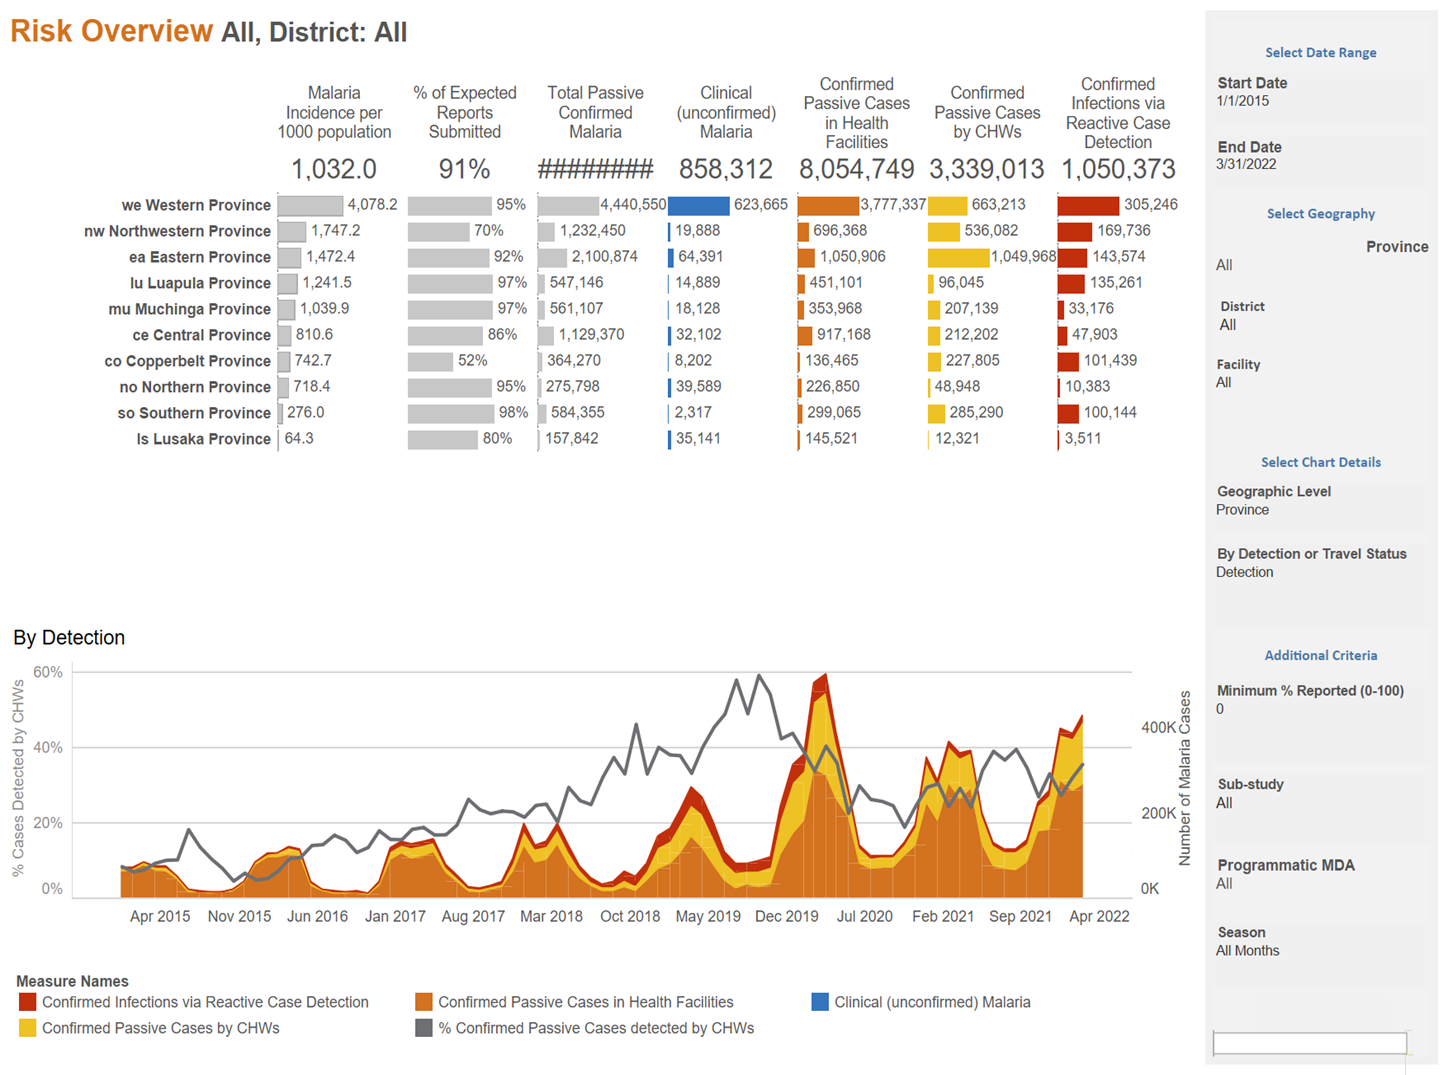 Risk Overview All, District: All
Malaria
Incidence per
1000 population
% of Expected
Reports
Submitted
Total Passive
Confirmed
Malaria
Clinical
(unconfirmed)
Malaria
Confirmed
Passive Cases
in Health
Facilities
Confirmed
Passive Cases
by CHWs
Confirmed
Infections via
Reactive Case
Detection
1,032.0 91% ######## 858,312 8,054,749 3,339,013 1,050,373
we Western Province 4,078.2 95% 4,440,550 623,665 3,777,337 663,213 305,246
nw Northwestern Province 1,747.2 70% 1,232,450 19,888 696,368 536,082 169,736
ea Eastern Province 1,472.4 92% 2,100,874 64,391 1,050,906 1,049,968 143,574
lu Luapula Province 1,241.5 97% 547,146 14,889 451,101 96,045 135,261
mu Muchinga Province 1,039.9 97% 561,107 18,128 353,968 207,139 33,176
ce Central Province 810.6 86% 1,129,370 32,102 917,168 212,202 47,903
co Copperbelt Province 742.7 52% 364,270 8,202 136,465 227,805 101,439
no Northern Province 718.4 95% 275,798 39,589 226,850 48,948 10,383
so Southern Province 276.0 98% 584,355 2,317 299,065 285,290 100,144
ls Lusaka Province 64.3 80% 157,842 35,141 145,521 12,321 3,511
By Detection
% Cases Detected by CHWs
60%
40%
20%
0%
400K
200K
0K
Number of Malaria Cases
Apr 2015 Nov 2015 Jun 2016 Jan 2017 Aug 2017 Mar 2018 Oct 2018 May 2019 Dec 2019 Jul 2020 Feb 2021 Sep 2021 Apr 2022
Measure Names
Confirmed Infections via Reactive Case Detection
Confirmed Passive Cases in Health Facilities
Clinical (unconfirmed) Malaria
Confirmed Passive Cases by CHWs
% Confirmed Passive Cases detected by CHWs
Select Date Range
Start Date
1/1/2015
End Date
3/31/2022
Select Geography
Province
All
District
All
Facility
All
Select Chart Details
Geographic Level
Province
By Detection or Travel Status
Detection
Additional Criteria
Minimum % Reported (0-100)
0
Sub-study
All
Programmatic MDA
All
Season
All Months